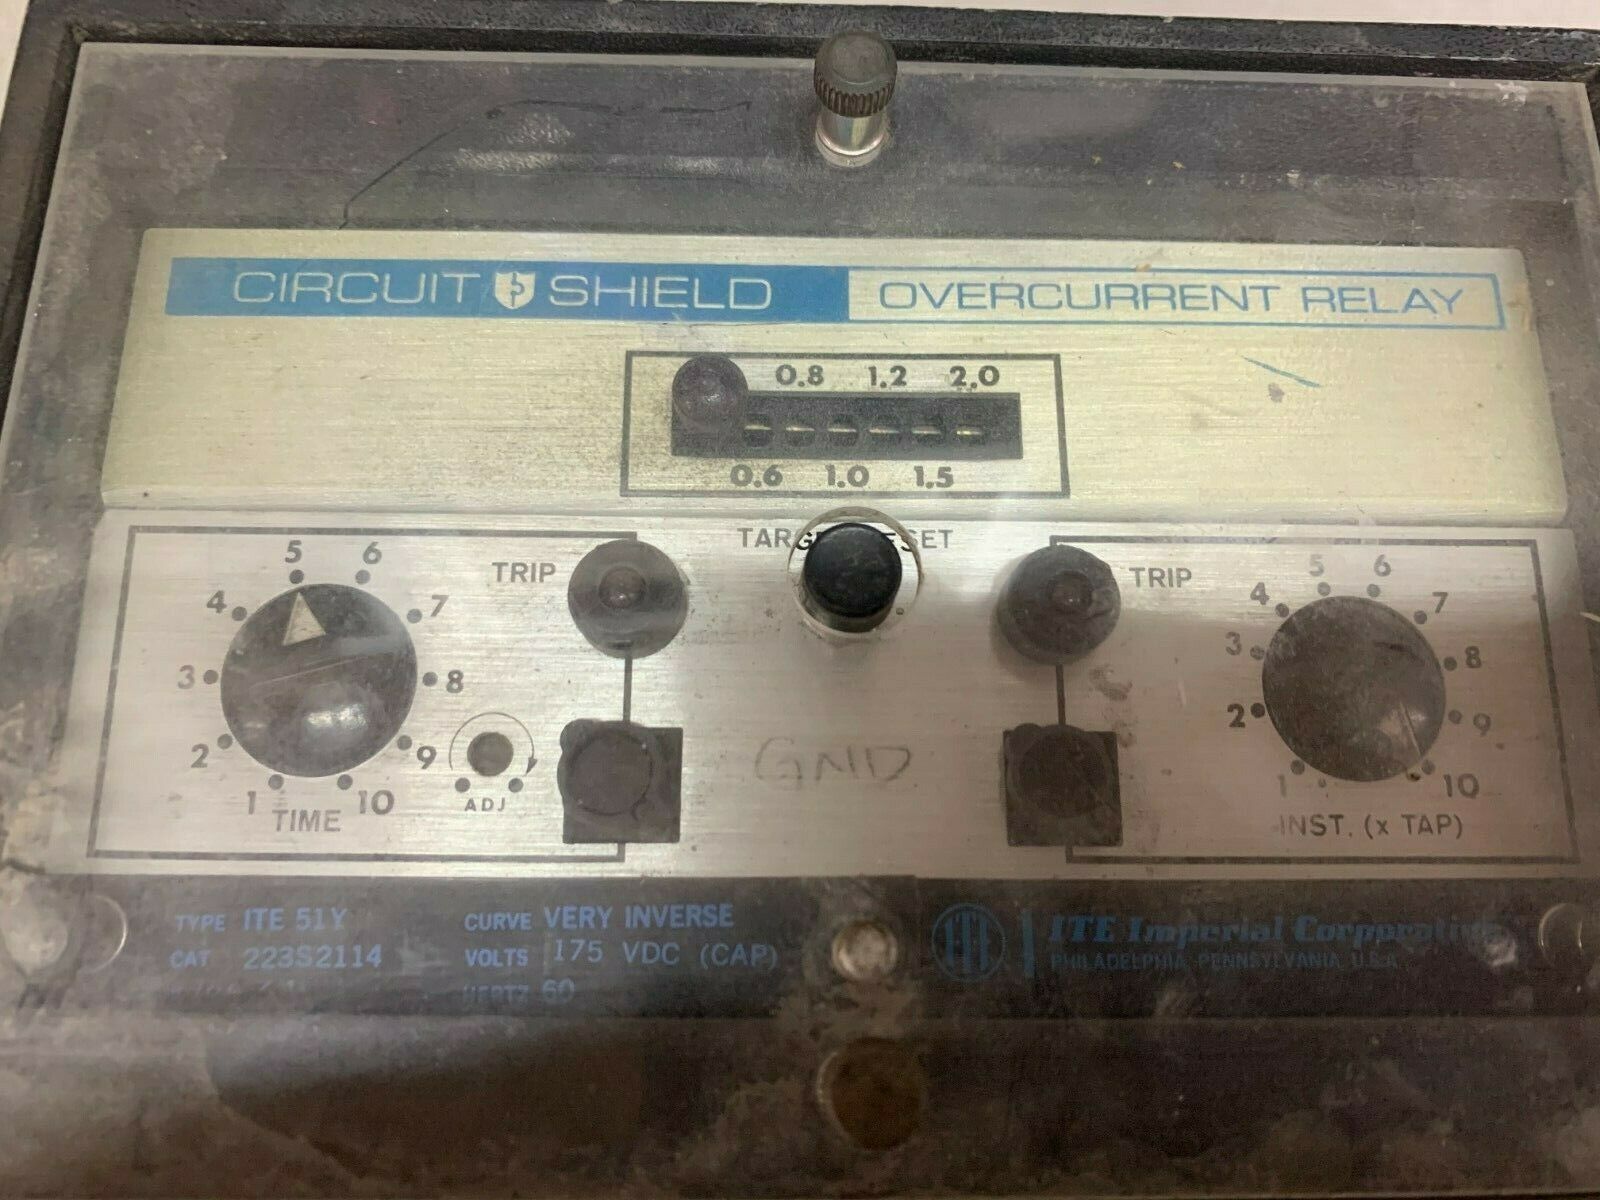 CIRCUIT SHIELD OVERCURRENT RELAY
0.8 1.2 2.0
0.6 1.0 1.5
TARGET RESET
TRIP
TRIP
5 6
4 7
3 8
2 9
1 10
TIME
ADJ
GND
5 6
4 7
3 8
2 9
1 10
INST. (x TAP)
TYPE ITE 51Y
CAT 223S2114
CURVE VERY INVERSE
VOLTS 175 VDC (CAP)
HERTZ 60
ITE
ITE Imperial Corporation
PHILADELPHIA, PENNSYLVANIA, U.S.A.